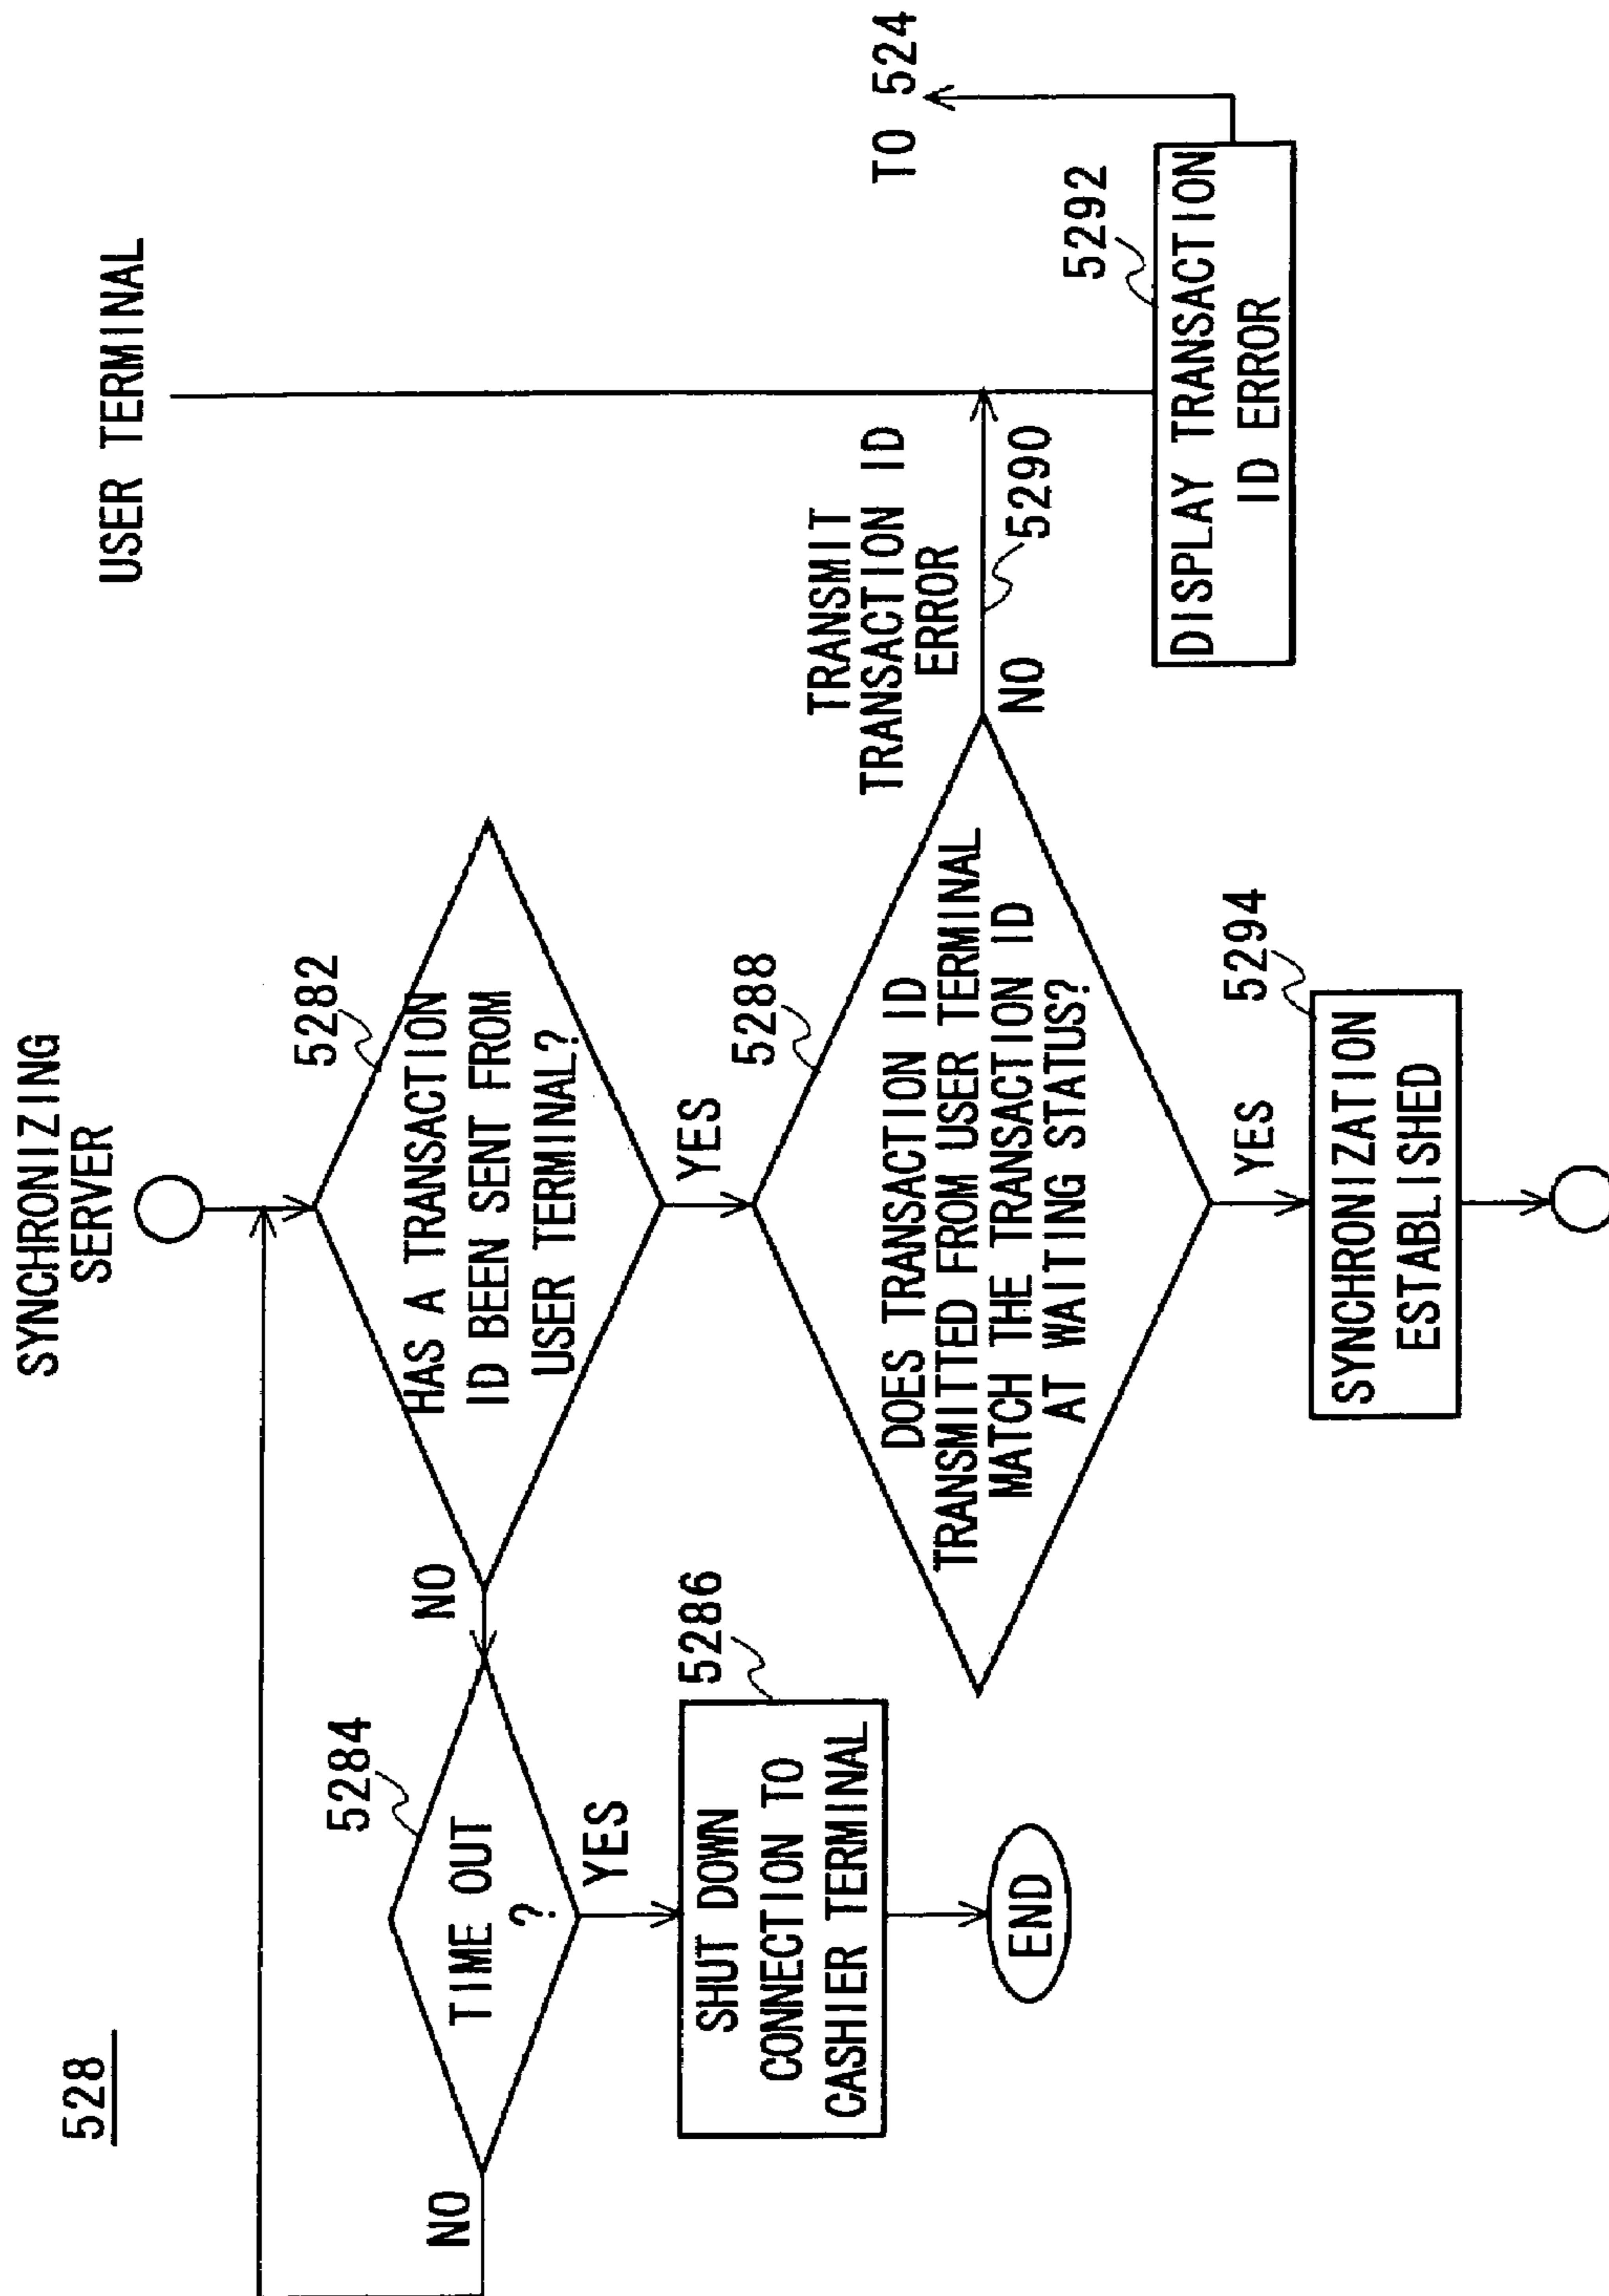 528
SYNCHRONIZING
SERVER
USER TERMINAL
5282
HAS A TRANSACTION
ID BEEN SENT FROM
USER TERMINAL?
NO
YES
5284
TIME OUT
?
NO
YES
5286
SHUT DOWN
CONNECTION TO
CASHIER TERMINAL
END
5288
DOES TRANSACTION ID
TRANSMITTED FROM USER TERMINAL
MATCH THE TRANSACTION ID
AT WAITING STATUS?
NO
YES
TRANSMIT
TRANSACTION ID
ERROR
5290
5292
DISPLAY TRANSACTION
ID ERROR
TO 524
5294
SYNCHRONIZATION
ESTABLISHED